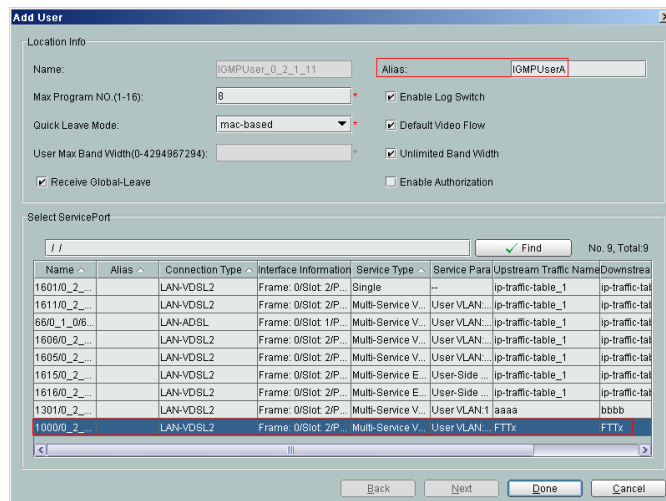 Add User
Location Info
Name: IGMPUser_0_2_1_11 Alias: IGMPUserA
Max Program NO.(1-16): 8 * Enable Log Switch
Quick Leave Mode: mac-based * Default Video Flow
User Max Band Width(0-4294967294): * Unlimited Band Width
Receive Global-Leave Enable Authorization
Select ServicePort
/ / Find No. 9, Total:9
Name Alias Connection Type Interface Information Service Type Service Para Upstream Traffic Name Downstrea
1601/0_2_... LAN-VDSL2 Frame: 0/Slot: 2/P... Single -- ip-traffic-table_1 ip-traffic-tal
1611/0_2_... LAN-VDSL2 Frame: 0/Slot: 2/P... Multi-Service V... User VLAN:... ip-traffic-table_1 ip-traffic-tal
66/0_1_0/6... LAN-ADSL Frame: 0/Slot: 1/P... Multi-Service V... User VLAN:... ip-traffic-table_1 ip-traffic-tal
1606/0_2_... LAN-VDSL2 Frame: 0/Slot: 2/P... Multi-Service V... User VLAN:... ip-traffic-table_1 ip-traffic-tal
1605/0_2_... LAN-VDSL2 Frame: 0/Slot: 2/P... Multi-Service V... User VLAN:... ip-traffic-table_1 ip-traffic-tal
1615/0_2_... LAN-VDSL2 Frame: 0/Slot: 2/P... Multi-Service E... User-Side ... ip-traffic-table_1 ip-traffic-tal
1616/0_2_... LAN-VDSL2 Frame: 0/Slot: 2/P... Multi-Service E... User-Side ... ip-traffic-table_1 ip-traffic-tal
1301/0_2_... LAN-VDSL2 Frame: 0/Slot: 2/P... Multi-Service V... User VLAN:1 aaaa bbbb
1000/0_2_... LAN-VDSL2 Frame: 0/Slot: 2/P... Multi-Service V... User VLAN:... FTTx FTTx
Back Next Done Cancel